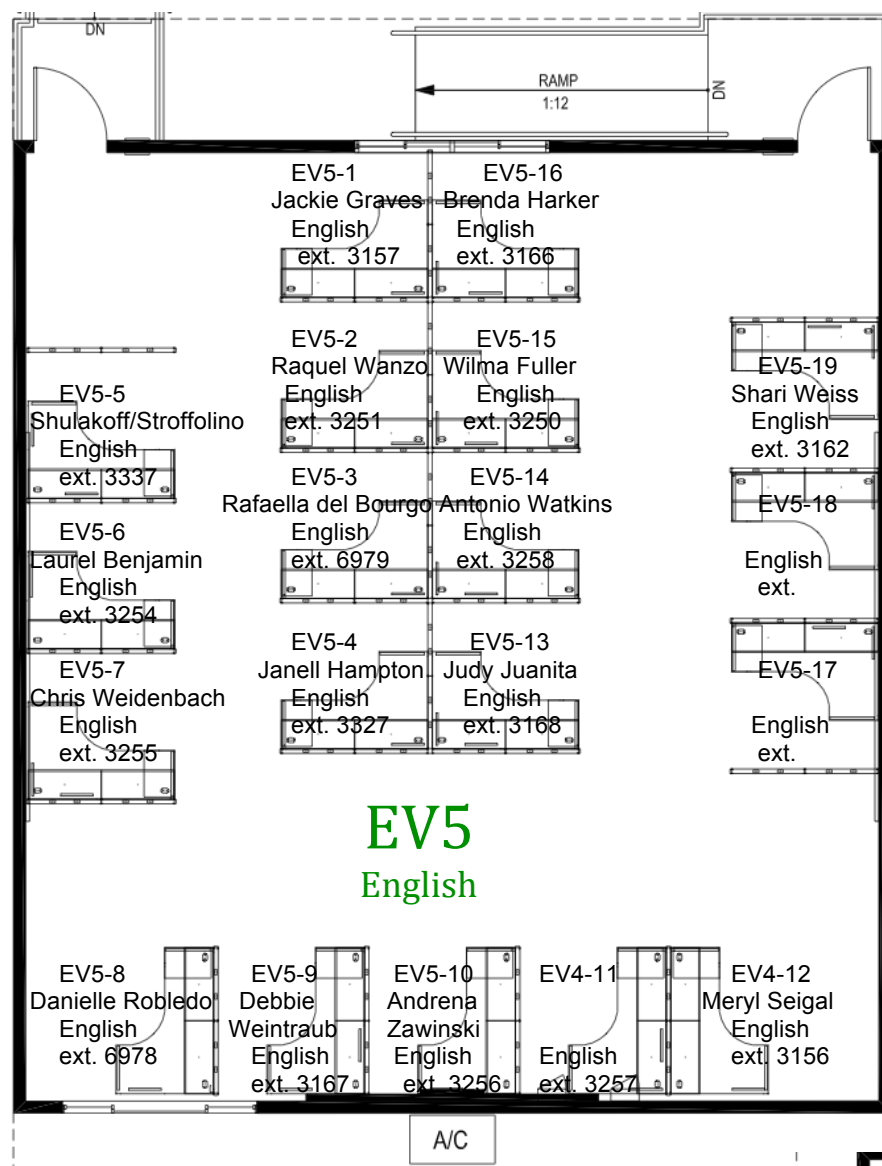 DN
RAMP
1:12
DN
EV5-1
Jackie Graves
English
ext. 3157
EV5-16
Brenda Harker
English
ext. 3166
EV5-2
Raquel Wanzo
English
ext. 3251
EV5-15
Wilma Fuller
English
ext. 3250
EV5-19
Shari Weiss
English
ext. 3162
EV5-5
Shulakoff/Stroffolino
English
ext. 3337
EV5-3
Rafaella del Bourgo
English
ext. 6979
EV5-14
Antonio Watkins
English
ext. 3258
EV5-18
English
ext.
EV5-6
Laurel Benjamin
English
ext. 3254
EV5-4
Janell Hampton
English
ext. 3327
EV5-13
Judy Juanita
English
ext. 3168
EV5-17
English
ext.
EV5-7
Chris Weidenbach
English
ext. 3255
EV5
English
EV5-8
Danielle Robledo
English
ext. 6978
EV5-9
Debbie
Weintraub
English
ext. 3167
EV5-10
Andrena
Zawinski
English
ext. 3256
EV4-11
English
ext. 3257
EV4-12
Meryl Seigal
English
ext. 3156
A/C